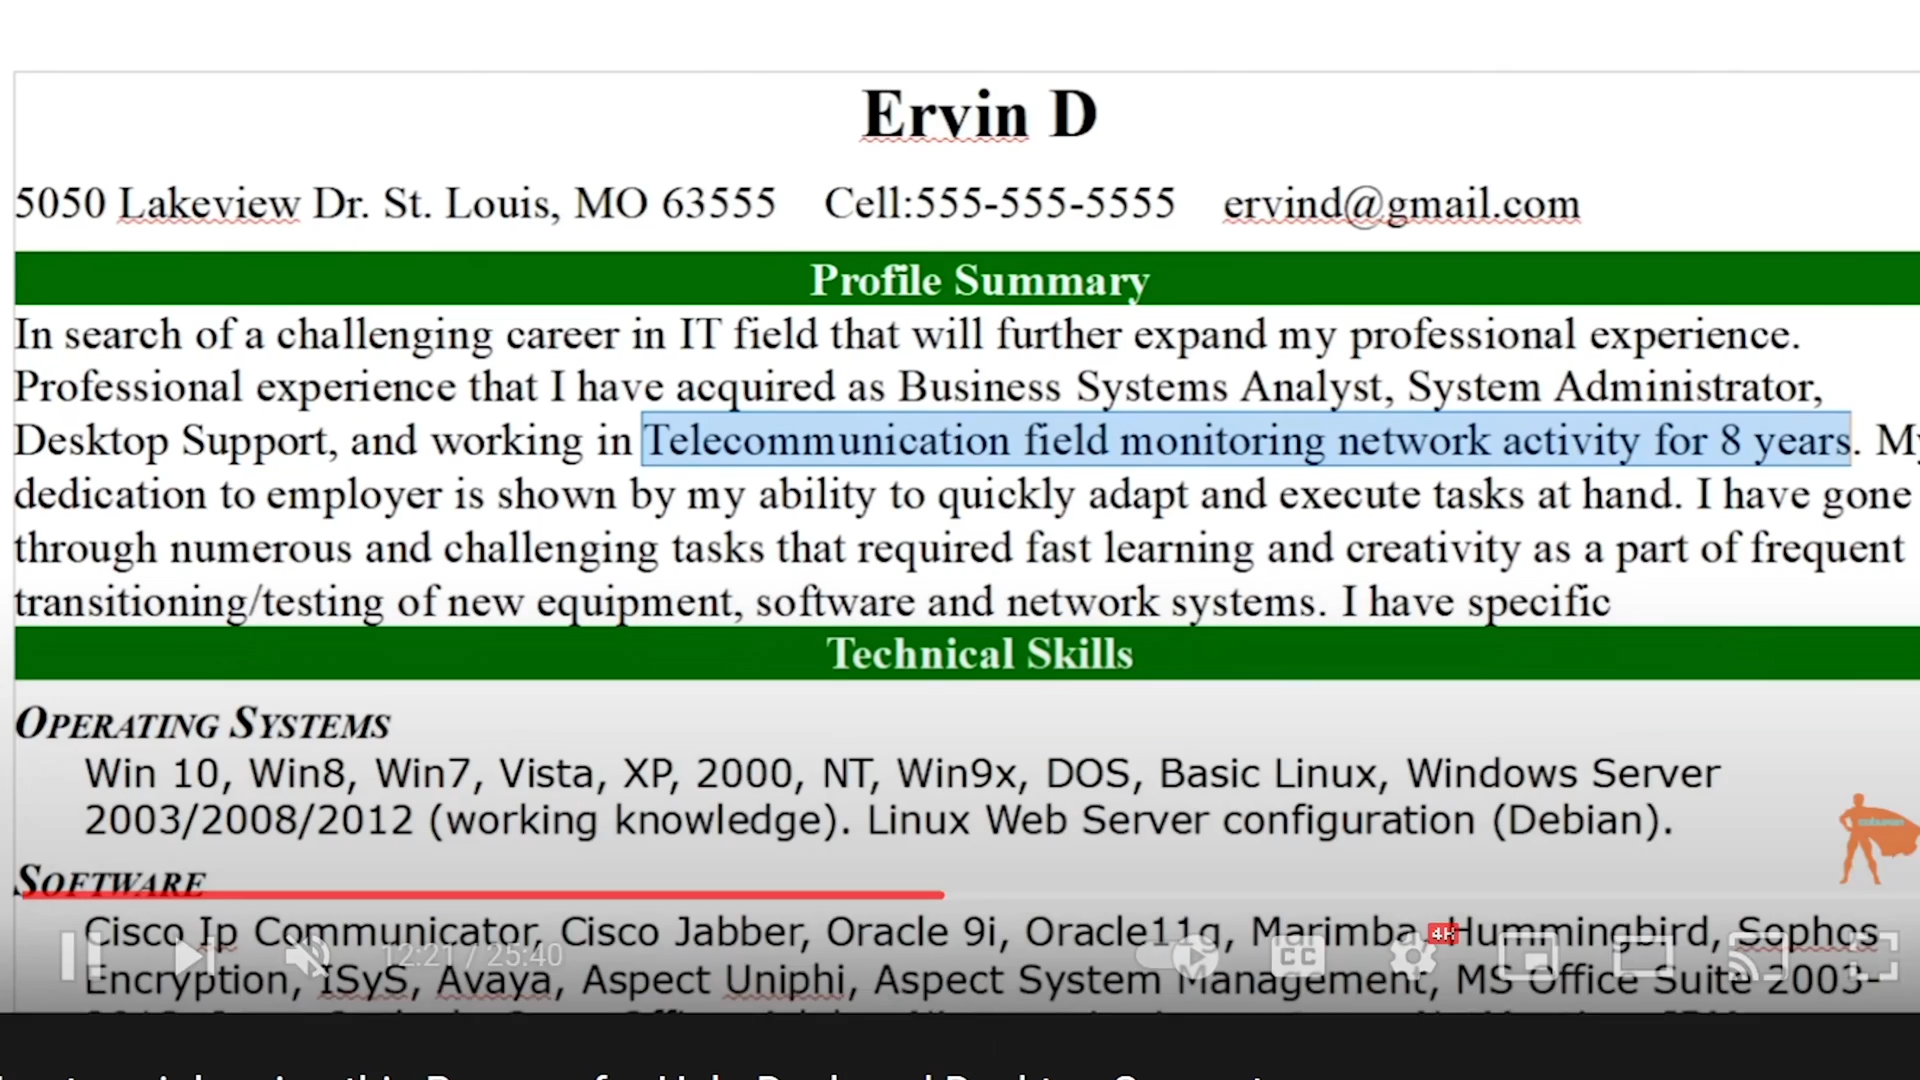 Ervin D
5050 Lakeview Dr. St. Louis, MO 63555 Cell:555-555-5555 ervind@gmail.com
Profile Summary
In search of a challenging career in IT field that will further expand my professional experience.
Professional experience that I have acquired as Business Systems Analyst, System Administrator,
Desktop Support, and working in Telecommunication field monitoring network activity for 8 years. My
dedication to employer is shown by my ability to quickly adapt and execute tasks at hand. I have gone
through numerous and challenging tasks that required fast learning and creativity as a part of frequent
transitioning/testing of new equipment, software and network systems. I have specific
Technical Skills
OPERATING SYSTEMS
Win 10, Win8, Win7, Vista, XP, 2000, NT, Win9x, DOS, Basic Linux, Windows Server
2003/2008/2012 (working knowledge). Linux Web Server configuration (Debian).
SOFTWARE
Cisco Ip Communicator, Cisco Jabber, Oracle 9i, Oracle11g, Marimba, Hummingbird, Sophos
12:21 / 25:40 CC 4K
Encryption, ISyS, Avaya, Aspect Uniphi, Aspect System Management, MS Office Suite 2003-